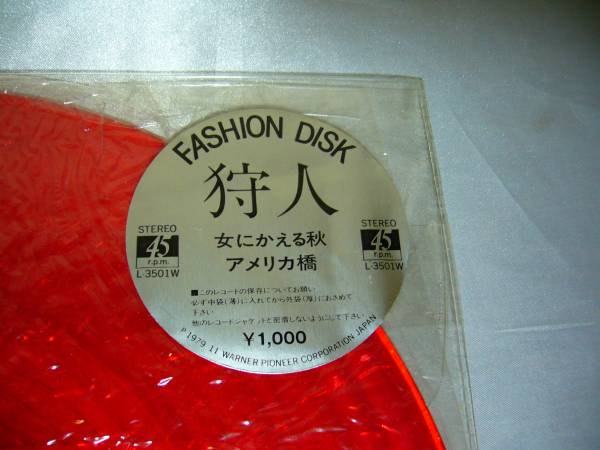 FASHION DISK
狩人
女にかえる秋
アメリカ橋
STEREO
45
r.p.m.
L-3501W
STEREO
45
r.p.m.
L-3501W
■このレコードの保存についてお願い
必ず中袋(薄)に入れてから外袋(厚)におさめて
下さい
他のレコードジャケットと密着しないようにして下さい
¥1,000
℗1979 11 WARNER PIONEER CORPORATION JAPAN